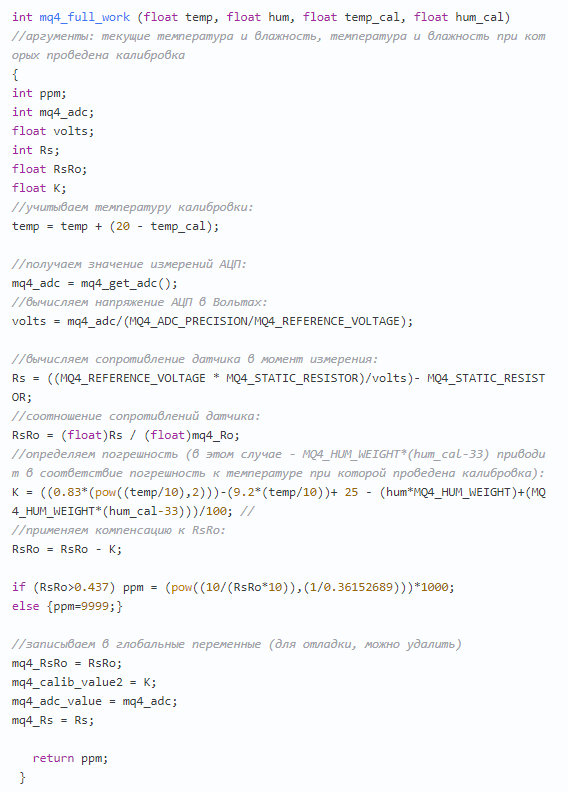 int mq4_full_work (float temp, float hum, float temp_cal, float hum_cal)
//аргументы: текущие температура и влажность, температура и влажность при кот
орых проведена калибровка
{
int ppm;
int mq4_adc;
float volts;
int Rs;
float RsRo;
float K;
//учитываем температуру калибровки:
temp = temp + (20 - temp_cal);
//получаем значение измерений АЦП:
mq4_adc = mq4_get_adc();
//вычисляем напряжение АЦП в Вольтах:
volts = mq4_adc/(MQ4_ADC_PRECISION/MQ4_REFERENCE_VOLTAGE);
//вычисляем сопротивление датчика в момент измерения:
Rs = ((MQ4_REFERENCE_VOLTAGE * MQ4_STATIC_RESISTOR)/volts)- MQ4_STATIC_RESIST
OR;
//соотношение сопротивлений датчика:
RsRo = (float)Rs / (float)mq4_Ro;
//определяем погрешность (в этом случае - MQ4_HUM_WEIGHT*(hum_cal-33) приводи
т в соответствие погрешность к температуре при которой проведена калибровка):
K = ((0.83*(pow((temp/10),2)))-(9.2*(temp/10))+ 25 - (hum*MQ4_HUM_WEIGHT)+(MQ
4_HUM_WEIGHT*(hum_cal-33)))/100; //
//применяем компенсацию к RsRo:
RsRo = RsRo - K;
if (RsRo>0.437) ppm = (pow((10/(RsRo*10)),(1/0.36152689)))*1000;
else {ppm=9999;}
//записываем в глобальные переменные (для отладки, можно удалить)
mq4_RsRo = RsRo;
mq4_calib_value2 = K;
mq4_adc_value = mq4_adc;
mq4_Rs = Rs;
return ppm;
}